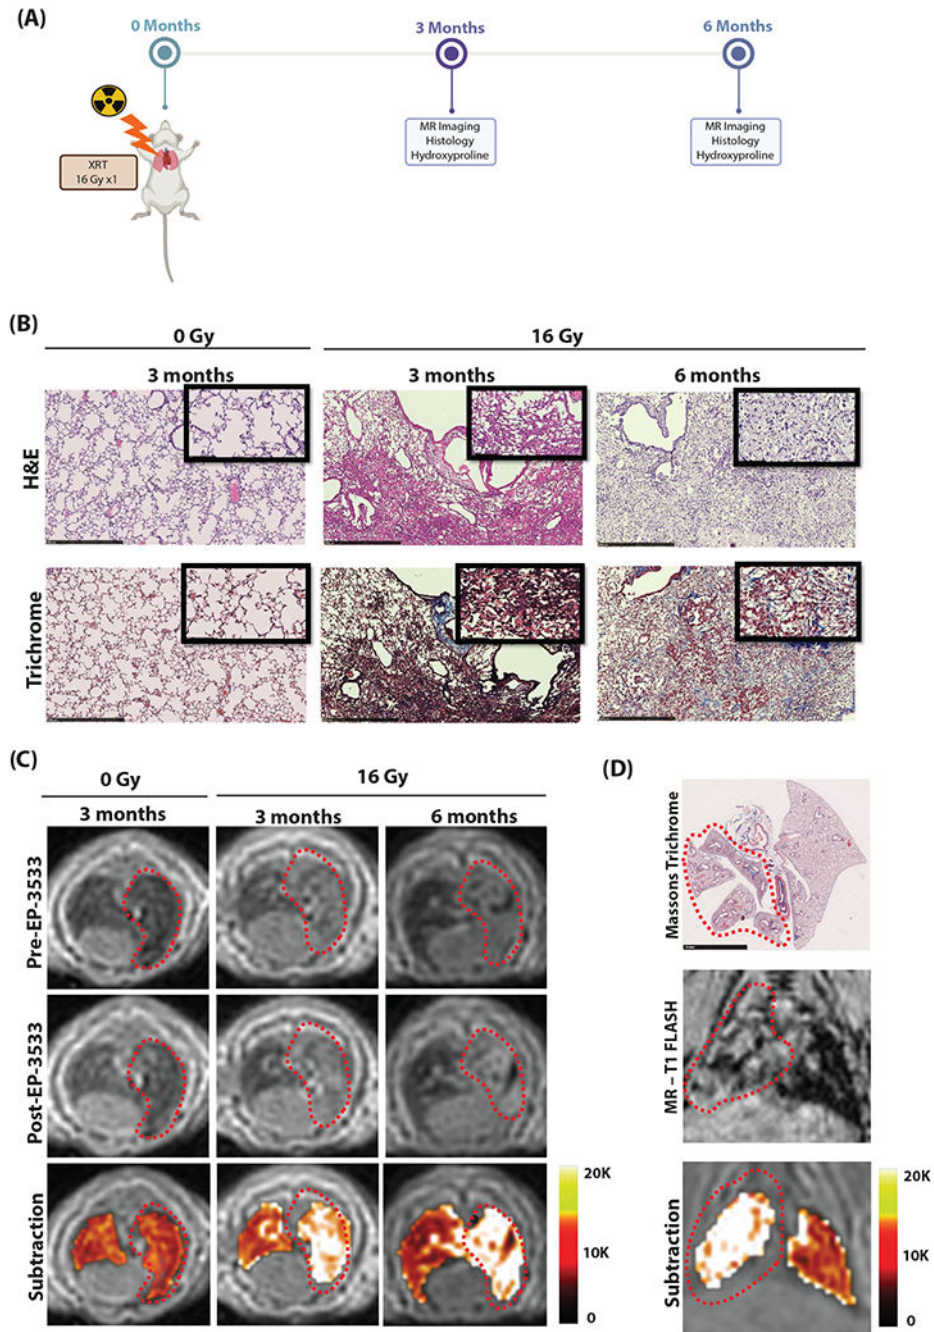 (A)
0 Months
3 Months
6 Months
XRT
16 Gy x1
MR Imaging
Histology
Hydroxyproline
MR Imaging
Histology
Hydroxyproline
(B)
0 Gy
16 Gy
3 months
3 months
6 months
H&E
Trichrome
(C)
0 Gy
16 Gy
3 months
3 months
6 months
Pre-EP-3533
Post-EP-3533
Subtraction
20K
10K
0
(D)
Massons Trichrome
MR – T1 FLASH
Subtraction
20K
10K
0